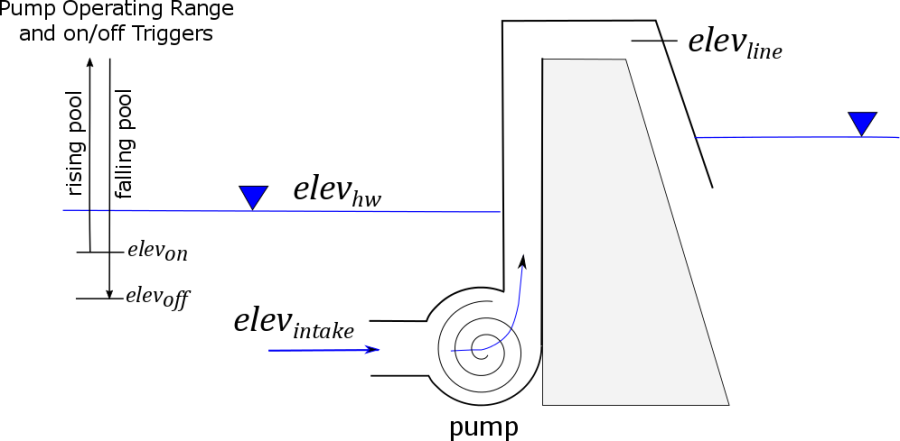 Pump Operating Range
and on/off Triggers
rising pool
falling pool
elev_line
elev_hw
elev_on
elev_off
elev_intake
pump